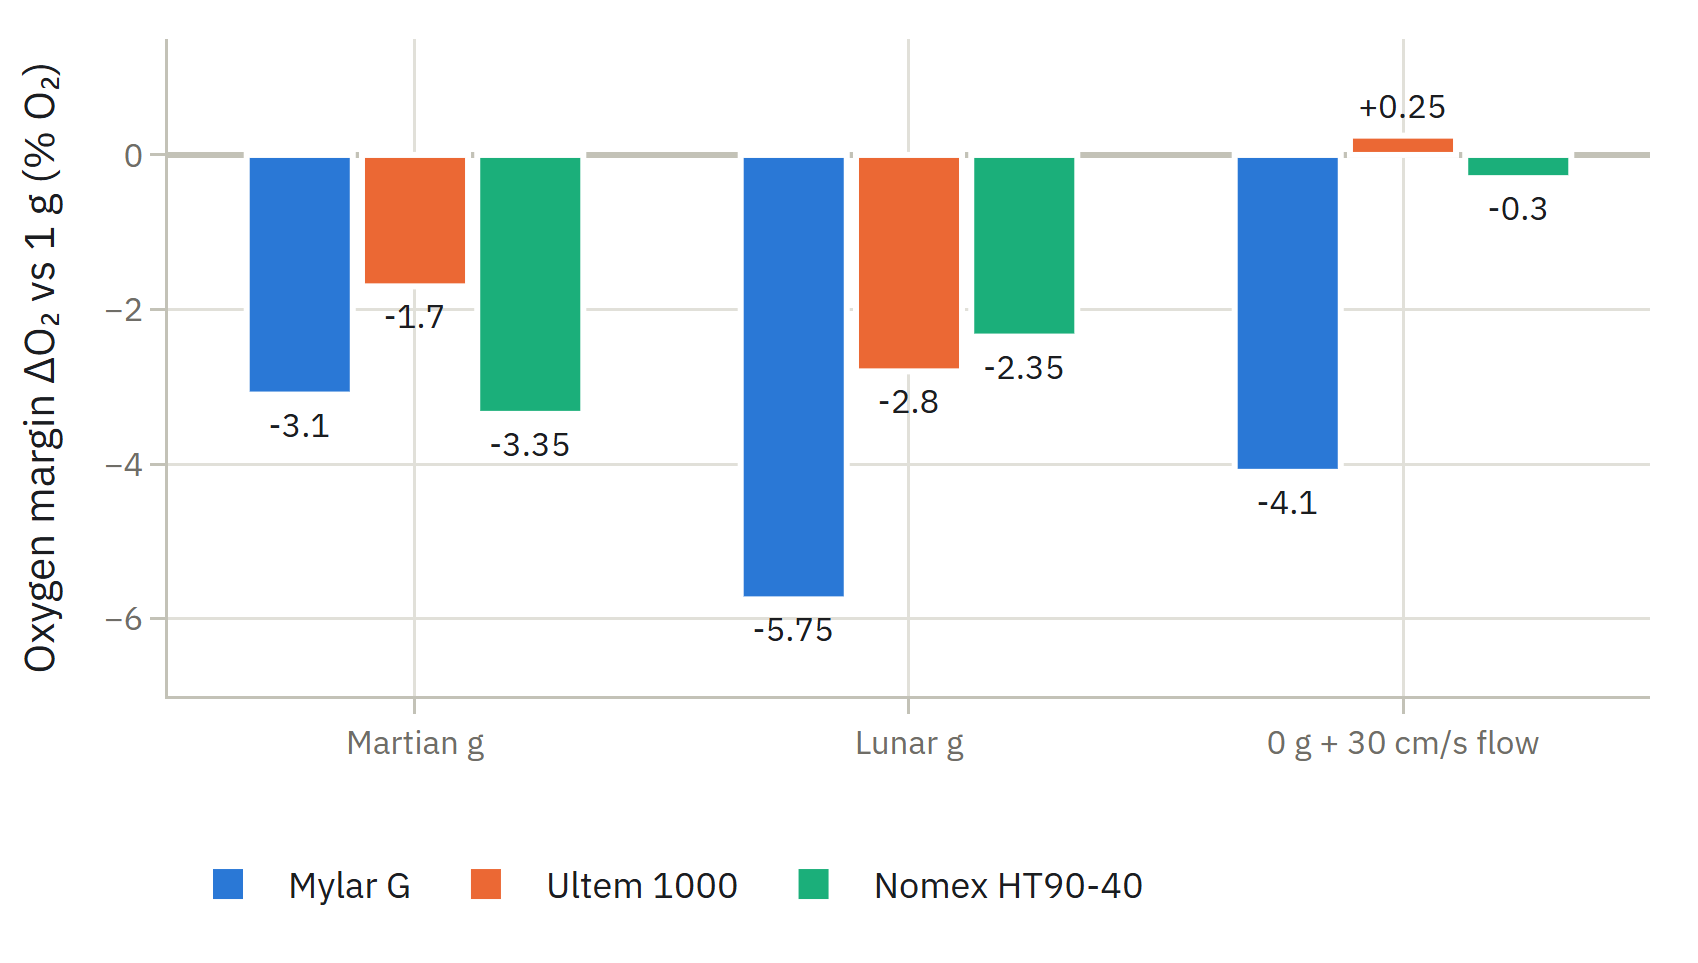 Oxygen margin ΔO₂ vs 1 g (% O₂)
0
−2
−4
−6
-3.1
-1.7
-3.35
-5.75
-2.8
-2.35
-4.1
+0.25
-0.3
Martian g
Lunar g
0 g + 30 cm/s flow
Mylar G
Ultem 1000
Nomex HT90-40